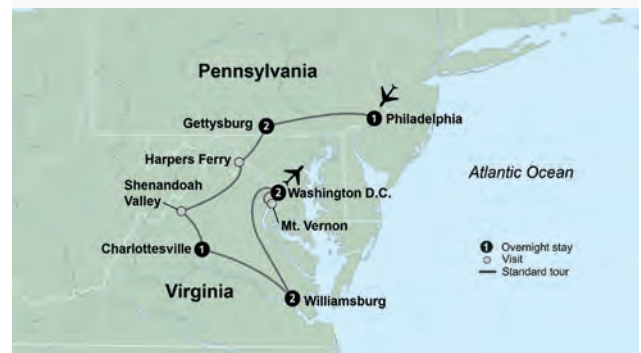 Pennsylvania
Gettysburg 2
1 Philadelphia
Harpers Ferry
Shenandoah
Valley
2 Washington D.C.
Mt. Vernon
Atlantic Ocean
Charlottesville 1
Virginia
2 Williamsburg
1 Overnight stay
Visit
Standard tour